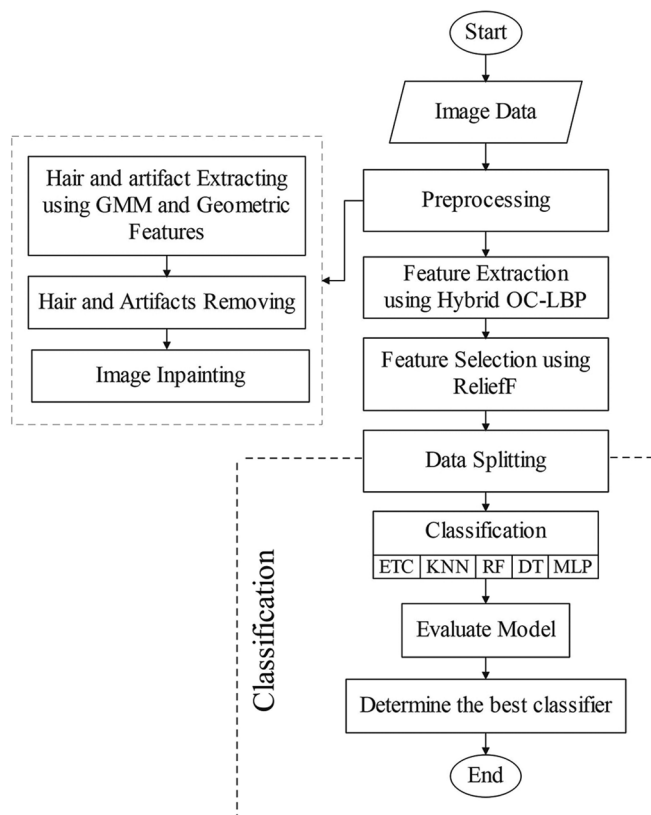 Start
Image Data
Preprocessing
Hair and artifact Extracting
using GMM and Geometric
Features
Hair and Artifacts Removing
Image Inpainting
Feature Extraction
using Hybrid OC-LBP
Feature Selection using
ReliefF
Data Splitting
Classification
Classification
ETC KNN RF DT MLP
Evaluate Model
Determine the best classifier
End